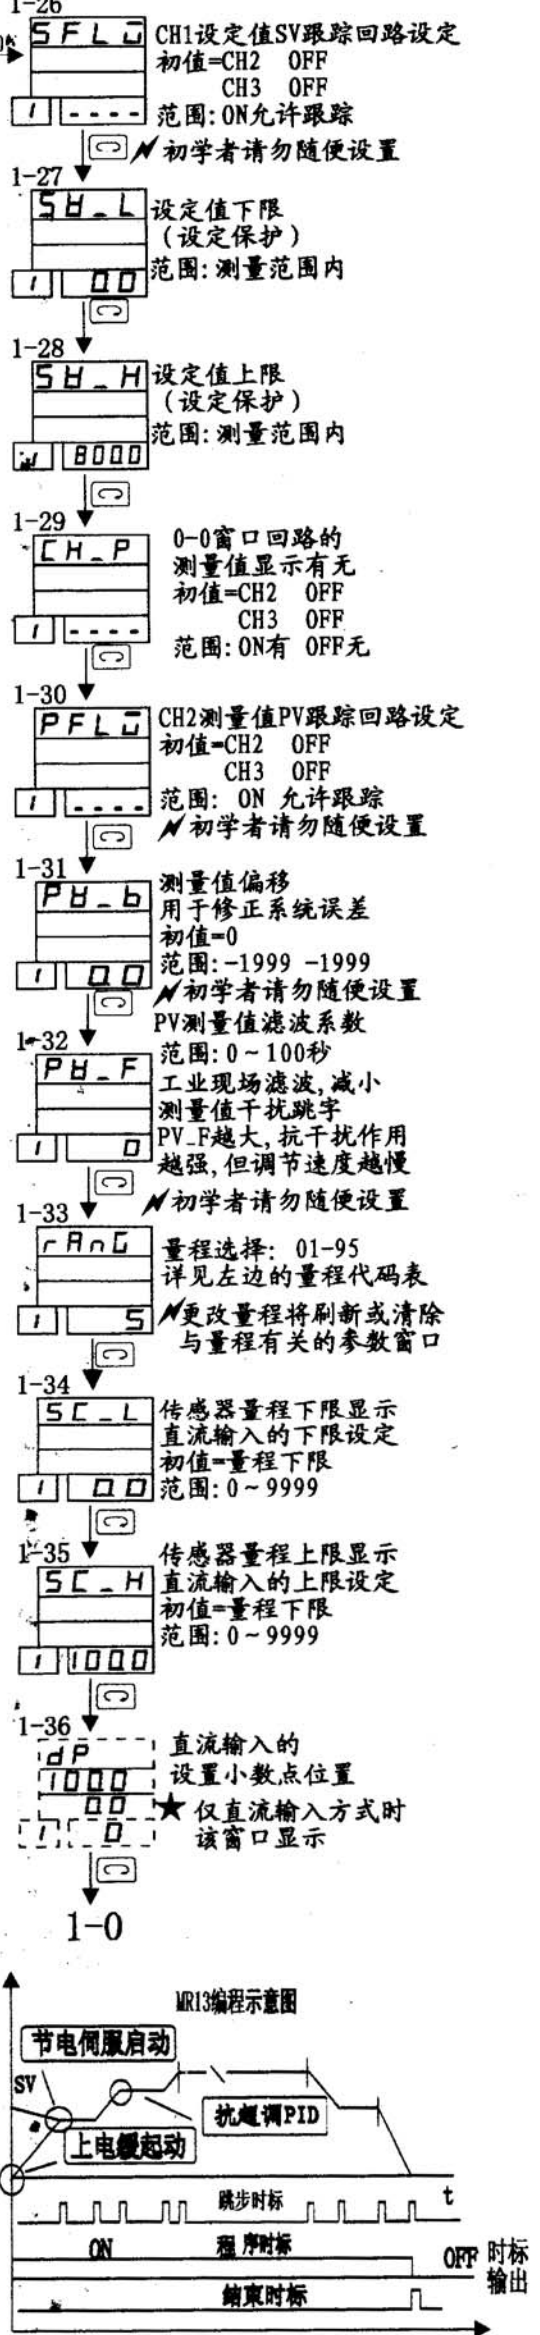 1-26
SFLW
CH1设定值SV跟踪回路设定
初值=CH2 OFF
CH3 OFF
1 ----
范围:ON允许跟踪
初学者请勿随便设置
1-27
SV_L
设定值下限
(设定保护)
范围:测量范围内
1 0.0
1-28
SV_H
设定值上限
(设定保护)
范围:测量范围内
800.0
1-29
CH_P
0-0窗口回路的
测量值显示有无
初值=CH2 OFF
CH3 OFF
1 ----
范围:ON有 OFF无
1-30
PFLW
CH2测量值PV跟踪回路设定
初值=CH2 OFF
CH3 OFF
1 ----
范围: ON 允许跟踪
初学者请勿随便设置
1-31
PV_b
测量值偏移
用于修正系统误差
初值=0
范围:-1999 -1999
1 0.0
初学者请勿随便设置
1-32
PV_F
PV测量值滤波系数
范围:0~100秒
工业现场滤波,减小
测量值干扰跳字
PV_F越大,抗干扰作用
1 0
越强,但调节速度越慢
初学者请勿随便设置
1-33
rAnG
量程选择: 01-95
详见左边的量程代码表
1 5
更改量程将刷新或清除
与量程有关的参数窗口
1-34
SC_L
传感器量程下限显示
直流输入的下限设定
初值=量程下限
1 0.0
范围:0~9999
1-35
SC_H
传感器量程上限显示
直流输入的上限设定
初值=量程下限
范围:0~9999
1 100.0
1-36
dP
直流输入的
100.0
设置小数点位置
0.0
★ 仅直流输入方式时
1 0
该窗口显示
1-0
MR13编程示意图
节电伺服启动
SV
抗超调PID
上电缓起动
跳步时标
t
ON
程序时标
OFF
时标
输出
结束时标